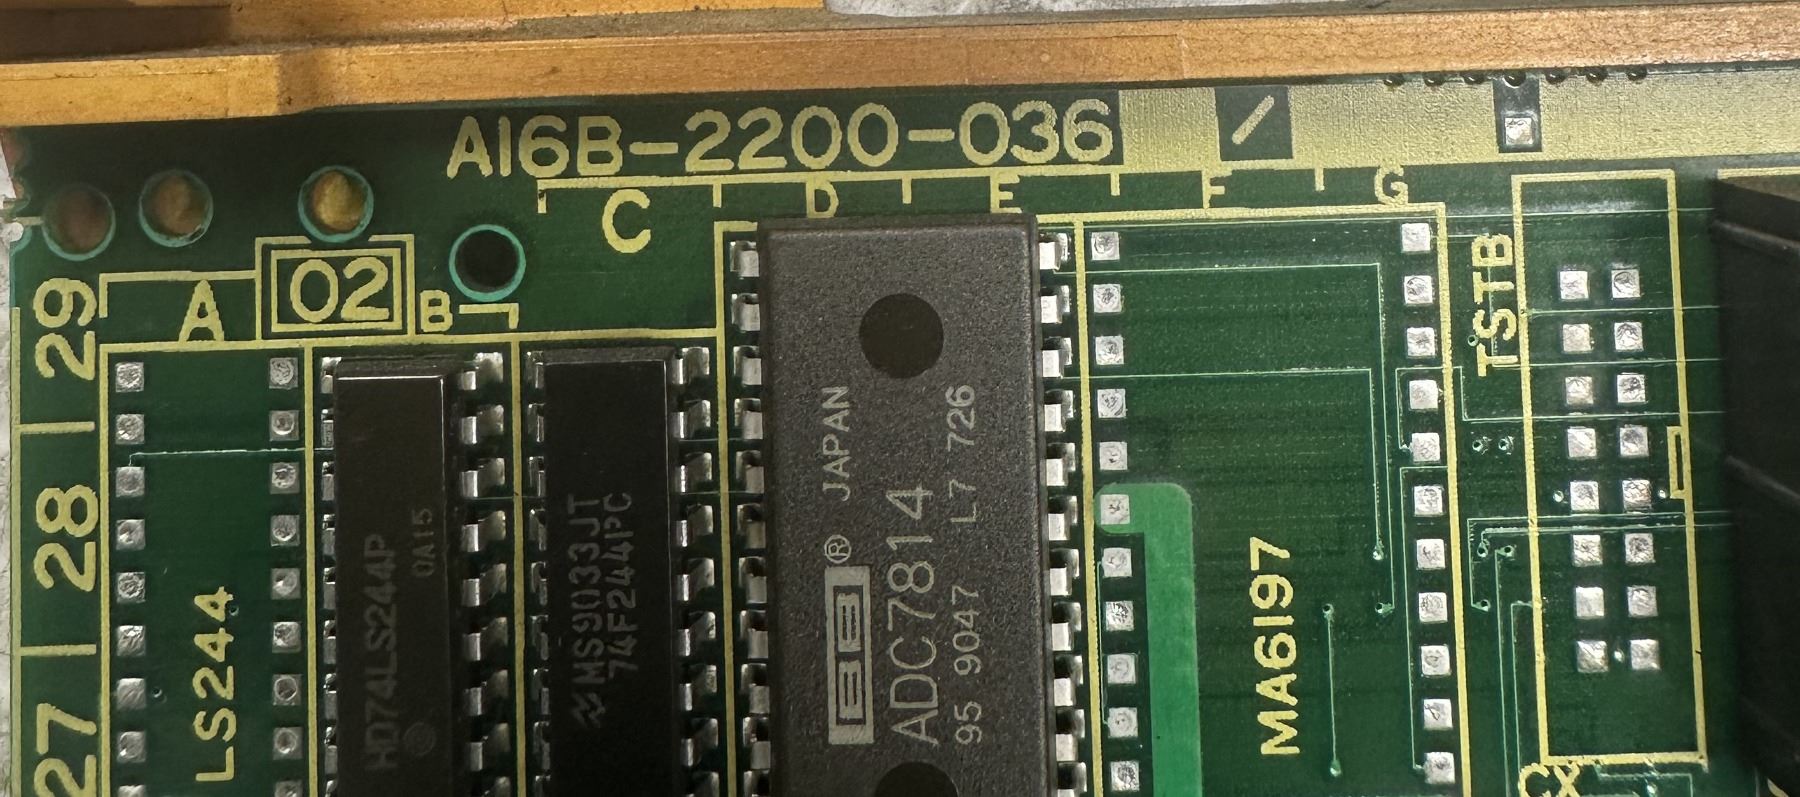 A16B-2200-036
/
C D E F G
A
02
B
29
28
27
LS244
HD74LS244P
0A15
MS9033JT
74F244PC
BB® JAPAN
ADC7814
95 9047 L7 726
MA6197
TSTB